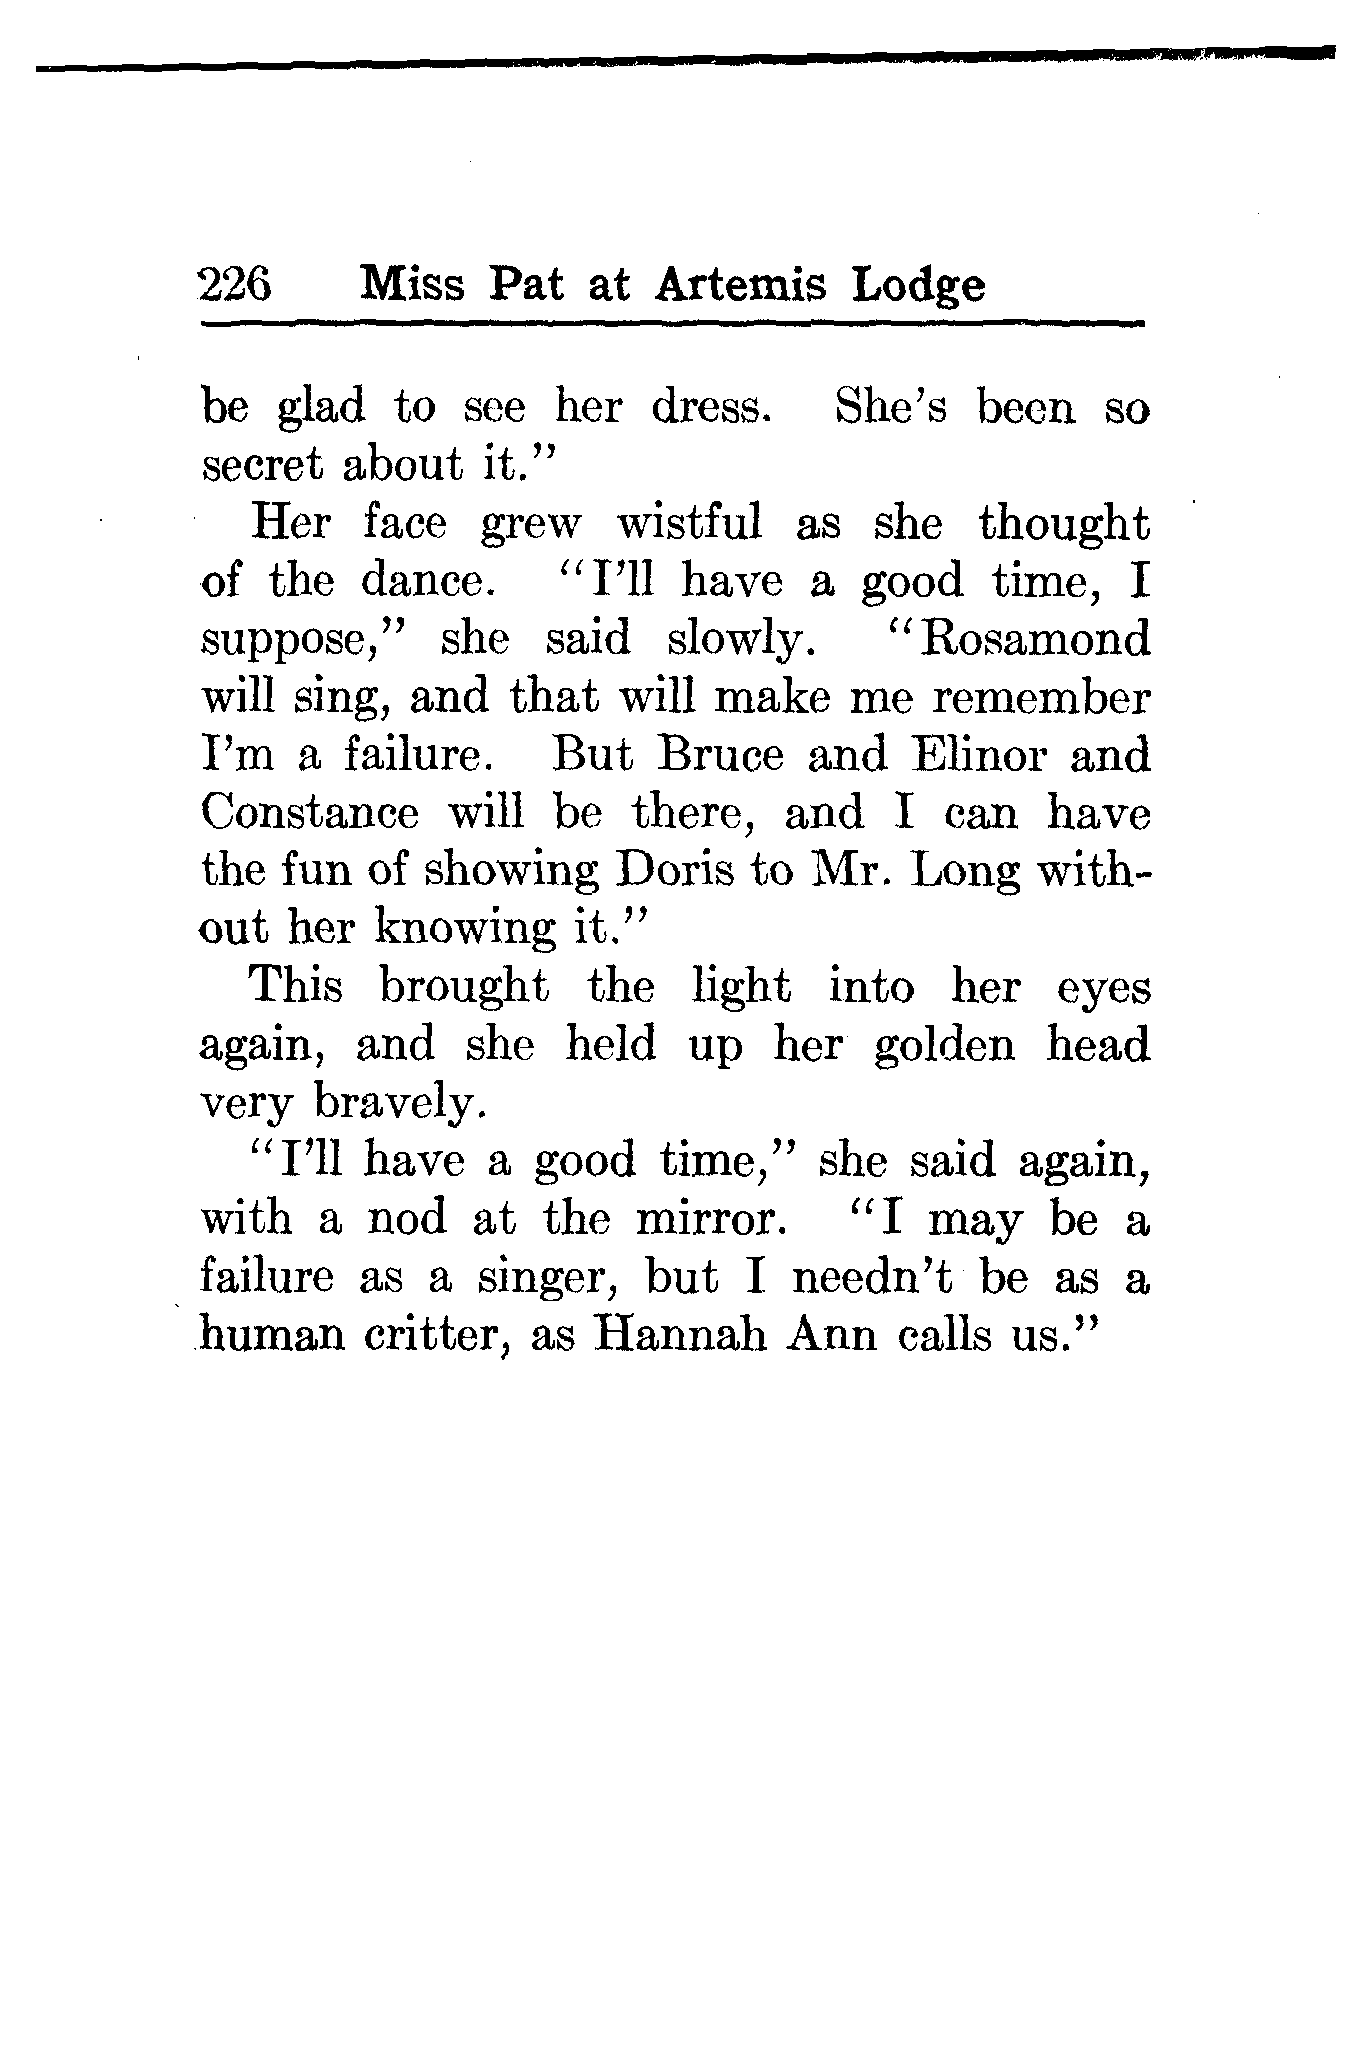 226 Miss Pat at Artemis Lodge
be glad to see her dress. She's been so
secret about it."
Her face grew wistful as she thought
of the dance. "I'll have a good time, I
suppose," she said slowly. "Rosamond
will sing, and that will make me remember
I'm a failure. But Bruce and Elinor and
Constance will be there, and I can have
the fun of showing Doris to Mr. Long with-
out her knowing it."
This brought the light into her eyes
again, and she held up her golden head
very bravely.
"I'll have a good time," she said again,
with a nod at the mirror. "I may be a
failure as a singer, but I needn't be as a
human critter, as Hannah Ann calls us."